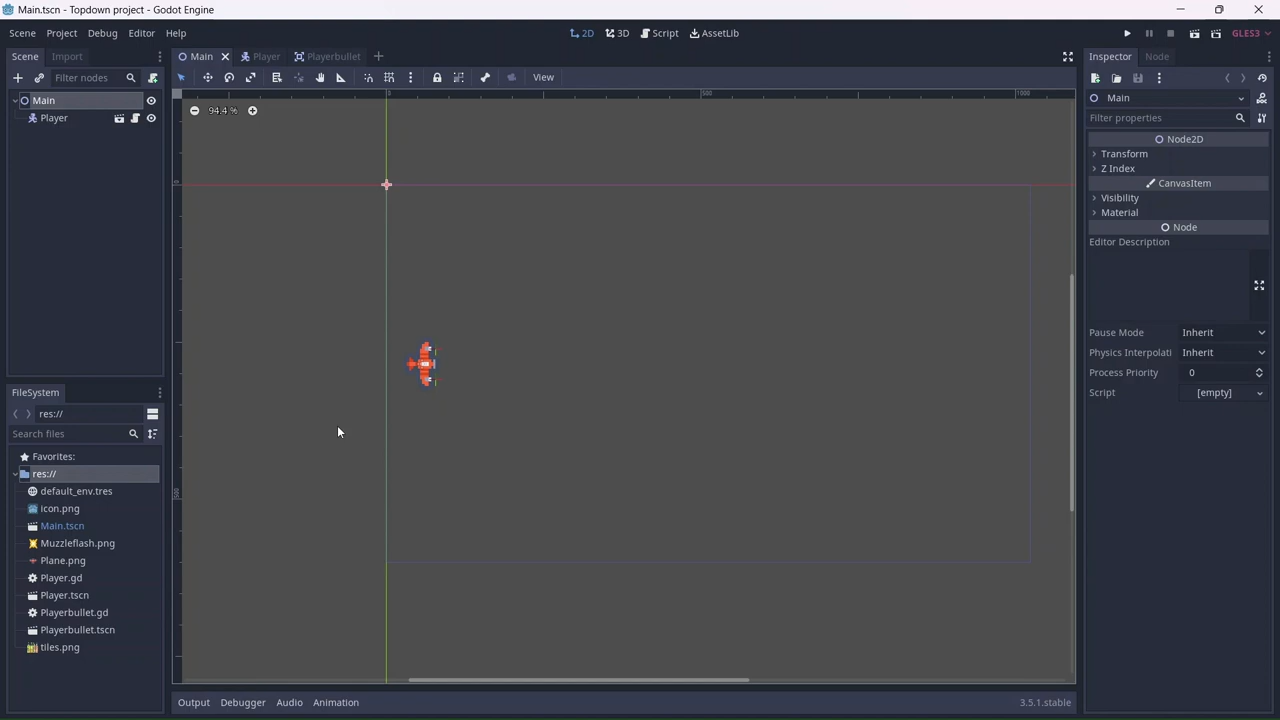 Main.tscn - Topdown project - Godot Engine
Scene Project Debug Editor Help
2D 3D Script AssetLib
GLES3
Scene Import
Filter nodes
Main
Player
Main Player Playerbullet
View
94.4 %
0 500 1000
0
500
FileSystem
res://
Search files
Favorites:
res://
default_env.tres
icon.png
Main.tscn
Muzzleflash.png
Plane.png
Player.gd
Player.tscn
Playerbullet.gd
Playerbullet.tscn
tiles.png
Output Debugger Audio Animation
3.5.1.stable
Inspector Node
Main
Filter properties
Node2D
Transform
Z Index
CanvasItem
Visibility
Material
Node
Editor Description
Pause Mode Inherit
Physics Interpolati Inherit
Process Priority 0
Script [empty]